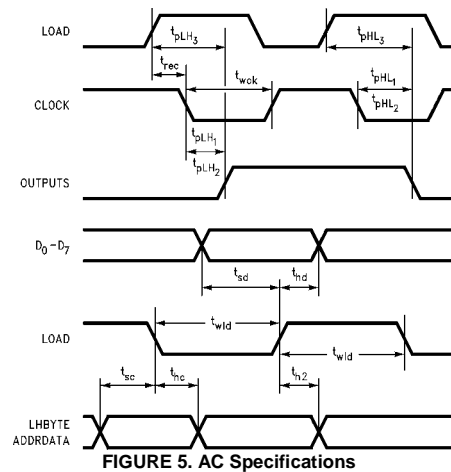 LOAD
tpLH3
tpHL3
trec
twck
tpHL1
CLOCK
tpHL2
tpLH1
tpLH2
OUTPUTS
D0–D7
tsd
thd
LOAD
twld
twld
tsc
thc
th2
LHBYTE
ADDRDATA
FIGURE 5. AC Specifications